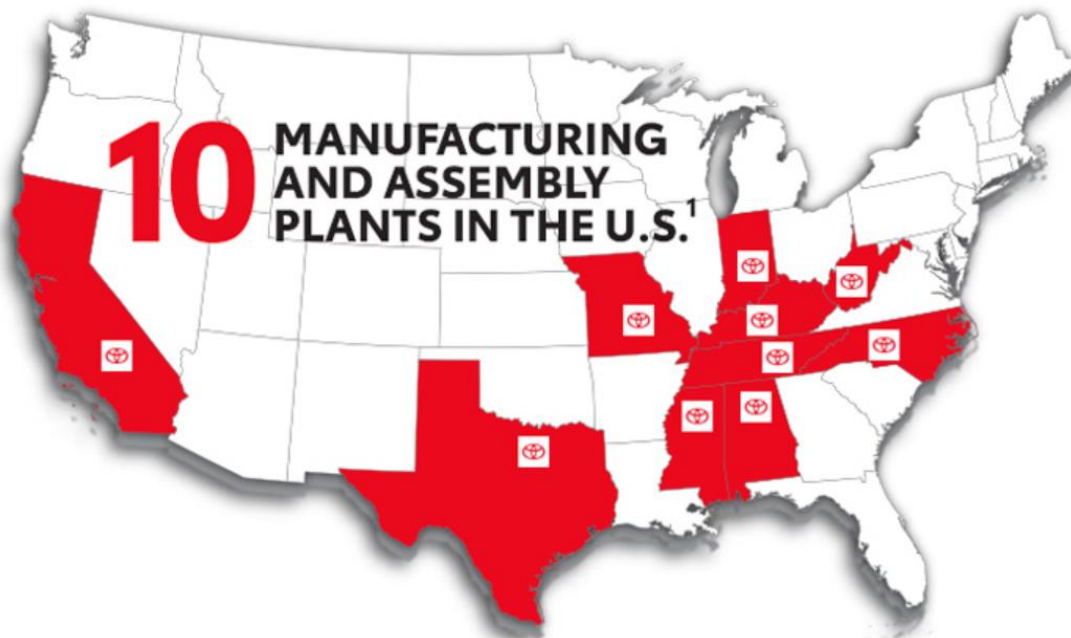 10
MANUFACTURING
AND ASSEMBLY
PLANTS IN THE U.S.¹